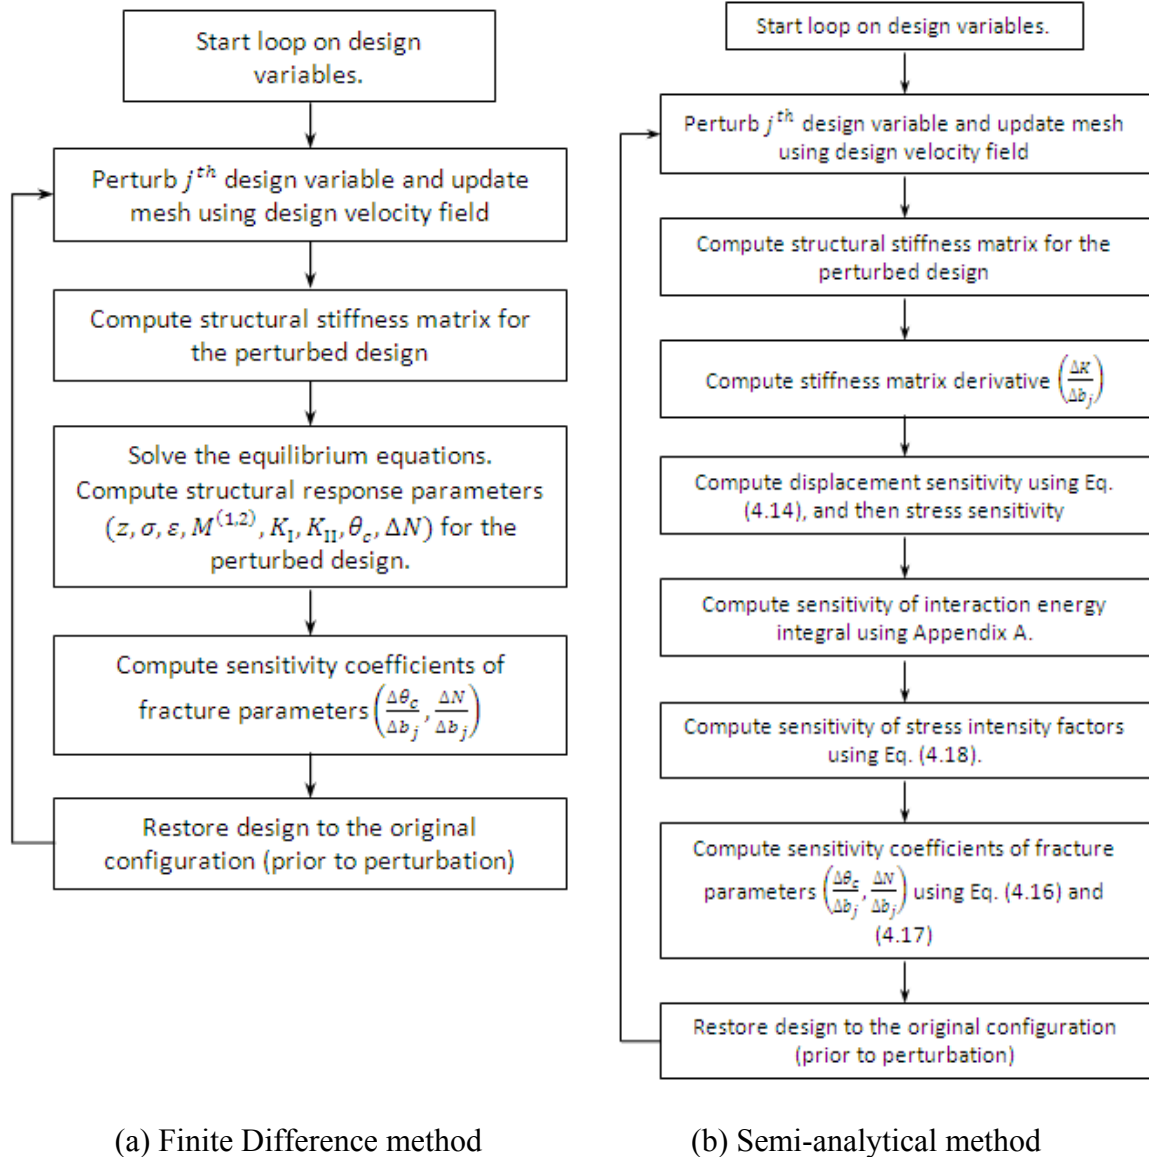 Start loop on design
variables.
Perturb j^{th} design variable and update
mesh using design velocity field
Compute structural stiffness matrix for
the perturbed design
Solve the equilibrium equations.
Compute structural response parameters
(z, σ, ε, M^{(1,2)}, K_I, K_{II}, θ_c, ΔN) for the
perturbed design.
Compute sensitivity coefficients of
fracture parameters (Δθ_c/Δb_j, ΔN/Δb_j)
Restore design to the original
configuration (prior to perturbation)
(a) Finite Difference method
Start loop on design variables.
Perturb j^{th} design variable and update mesh
using design velocity field
Compute structural stiffness matrix for the
perturbed design
Compute stiffness matrix derivative (ΔK/Δb_j)
Compute displacement sensitivity using Eq.
(4.14), and then stress sensitivity
Compute sensitivity of interaction energy
integral using Appendix A.
Compute sensitivity of stress intensity factors
using Eq. (4.18).
Compute sensitivity coefficients of fracture
parameters (Δθ_c/Δb_j, ΔN/Δb_j) using Eq. (4.16) and
(4.17)
Restore design to the original configuration
(prior to perturbation)
(b) Semi-analytical method